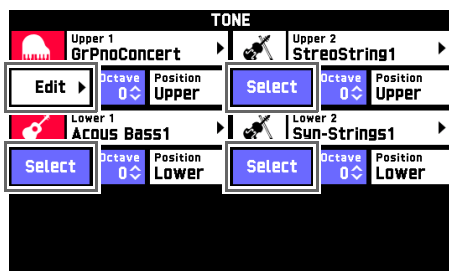 TONE
Upper 1
GrPnoConcert
Upper 2
StreoString1
Edit
Octave
0
Position
Upper
Select
Octave
0
Position
Upper
Lower 1
Acous Bass1
Lower 2
Syn-Strings1
Select
Octave
0
Position
Lower
Select
Octave
0
Position
Lower